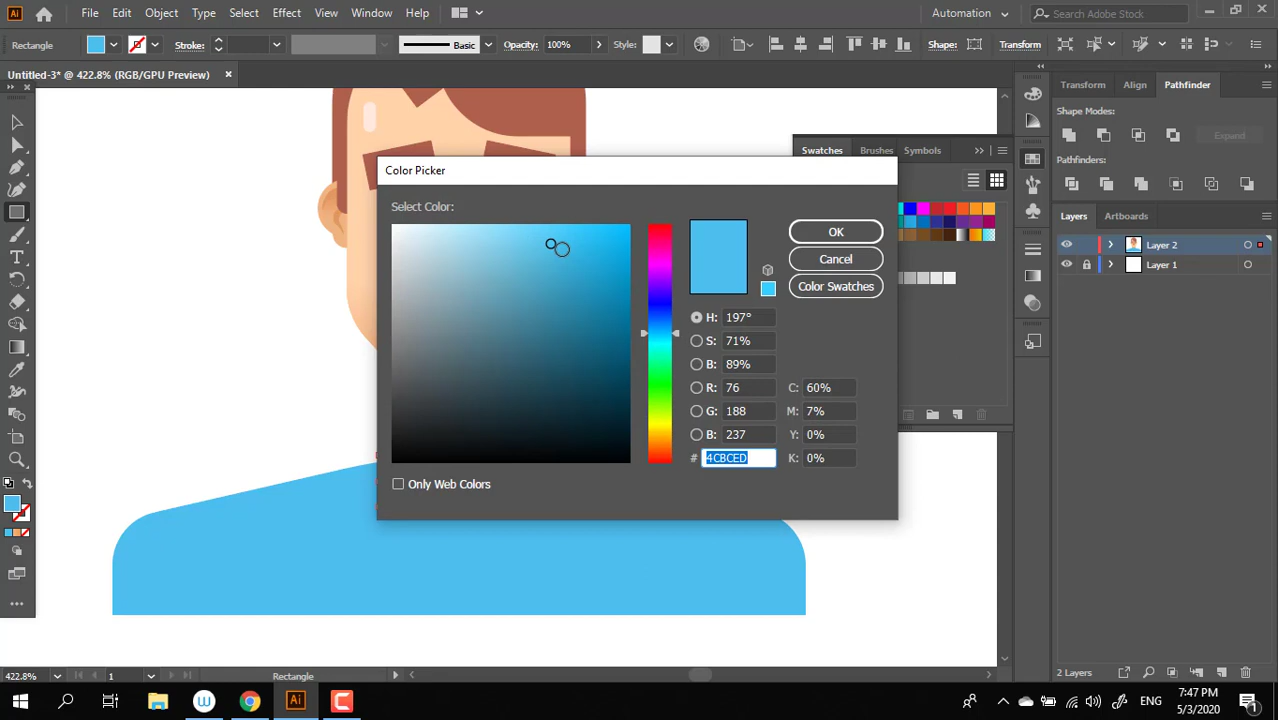 Ai File Edit Object Type Select Effect View Window Help Automation Search Adobe Stock
Rectangle Stroke: Basic Opacity: 100% Style: Shape: Transform
Untitled-3* @ 422.8% (RGB/GPU Preview)
Transform Align Pathfinder
Shape Modes:
Expand
Pathfinders:
Swatches Brushes Symbols
Layers Artboards
Layer 2
Layer 1
Color Picker
Select Color:
OK
Cancel
Color Swatches
H: 197°
S: 71%
B: 89%
R: 76 C: 60%
G: 188 M: 7%
B: 237 Y: 0%
# 4CBCED K: 0%
Only Web Colors
422.8% 1 Rectangle
2 Layers
Ai ENG 7:47 PM
5/3/2020 1